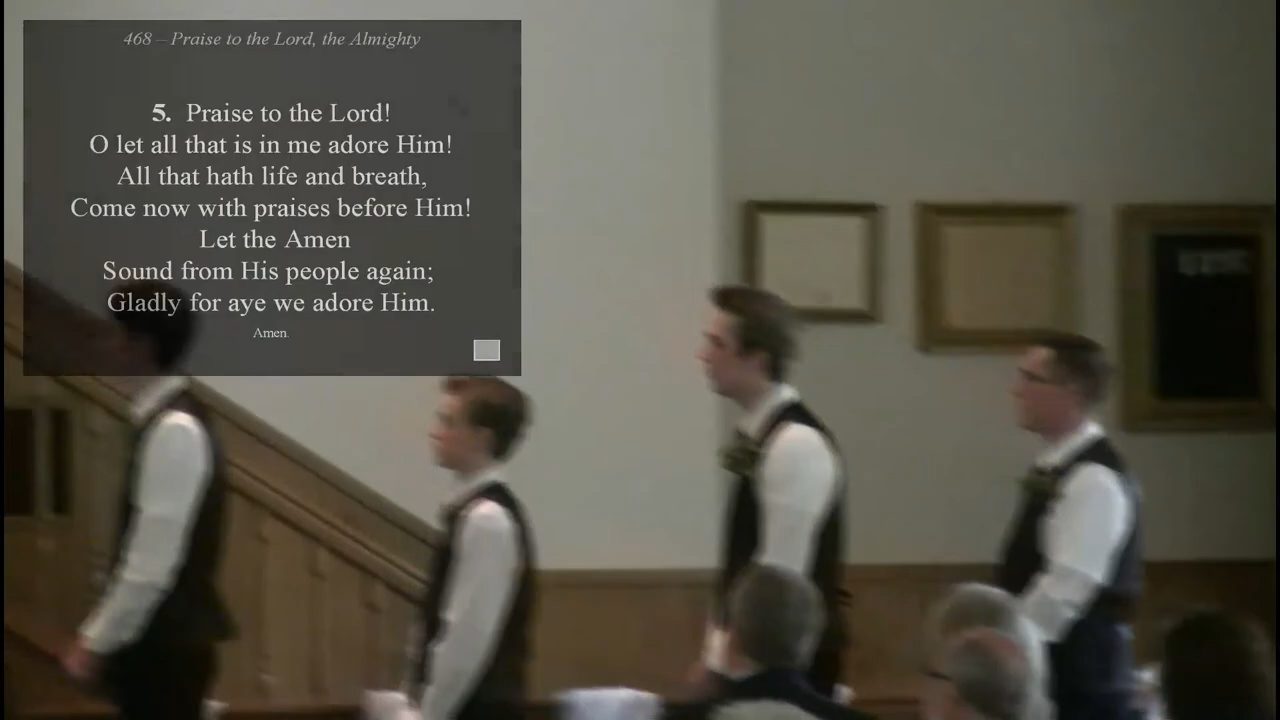 468 – Praise to the Lord, the Almighty
5. Praise to the Lord!
O let all that is in me adore Him!
All that hath life and breath,
Come now with praises before Him!
Let the Amen
Sound from His people again;
Gladly for aye we adore Him.
Amen.